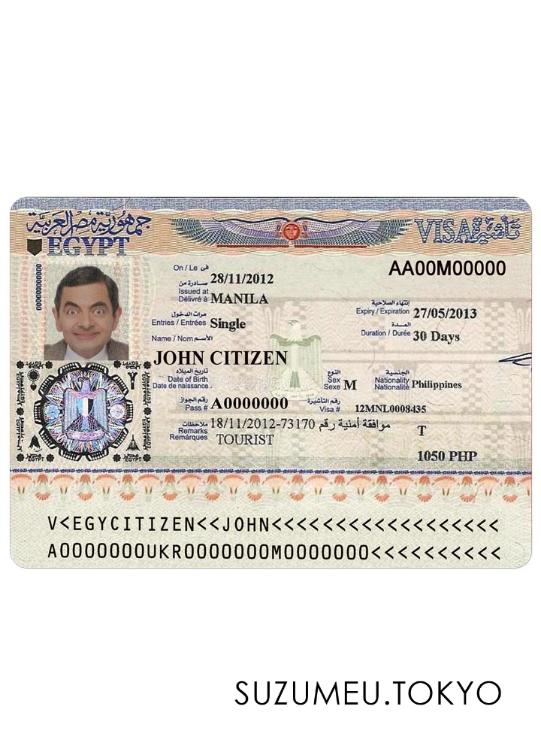 جمهورية مصر العربية
EGYPT
VISA تأشيرة
AA00M00000
00000000
On / Le فى 28/11/2012
صادرة من
Issued at
Délivré à MANILA
إنتهاء الصلاحية
Expiry / Expiration 27/05/2013
مرات الدخول
Entries / Entrées Single
المدة
Duration / Durée 30 Days
Name / Nom الأسم
JOHN CITIZEN
تاريخ الميلاد
Date of Birth
Date de naissance
النوع
Sex
Sexe M
الجنسية
Nationality
Nationalité Philippines
رقم الجواز
Pass # A0000000
رقم التأشيرة
Visa # 12MNL0008435
ملاحظات
Remarks
Remarques
موافقة أمنية رقم 73170-18/11/2012
TOURIST
T
1050 PHP
V<EGYCITIZEN<<JOHN<<<<<<<<<<<<<<<<<<
A0000000UKR0000000M0000000<<<<<<<<<<
SUZUMEU.TOKYO